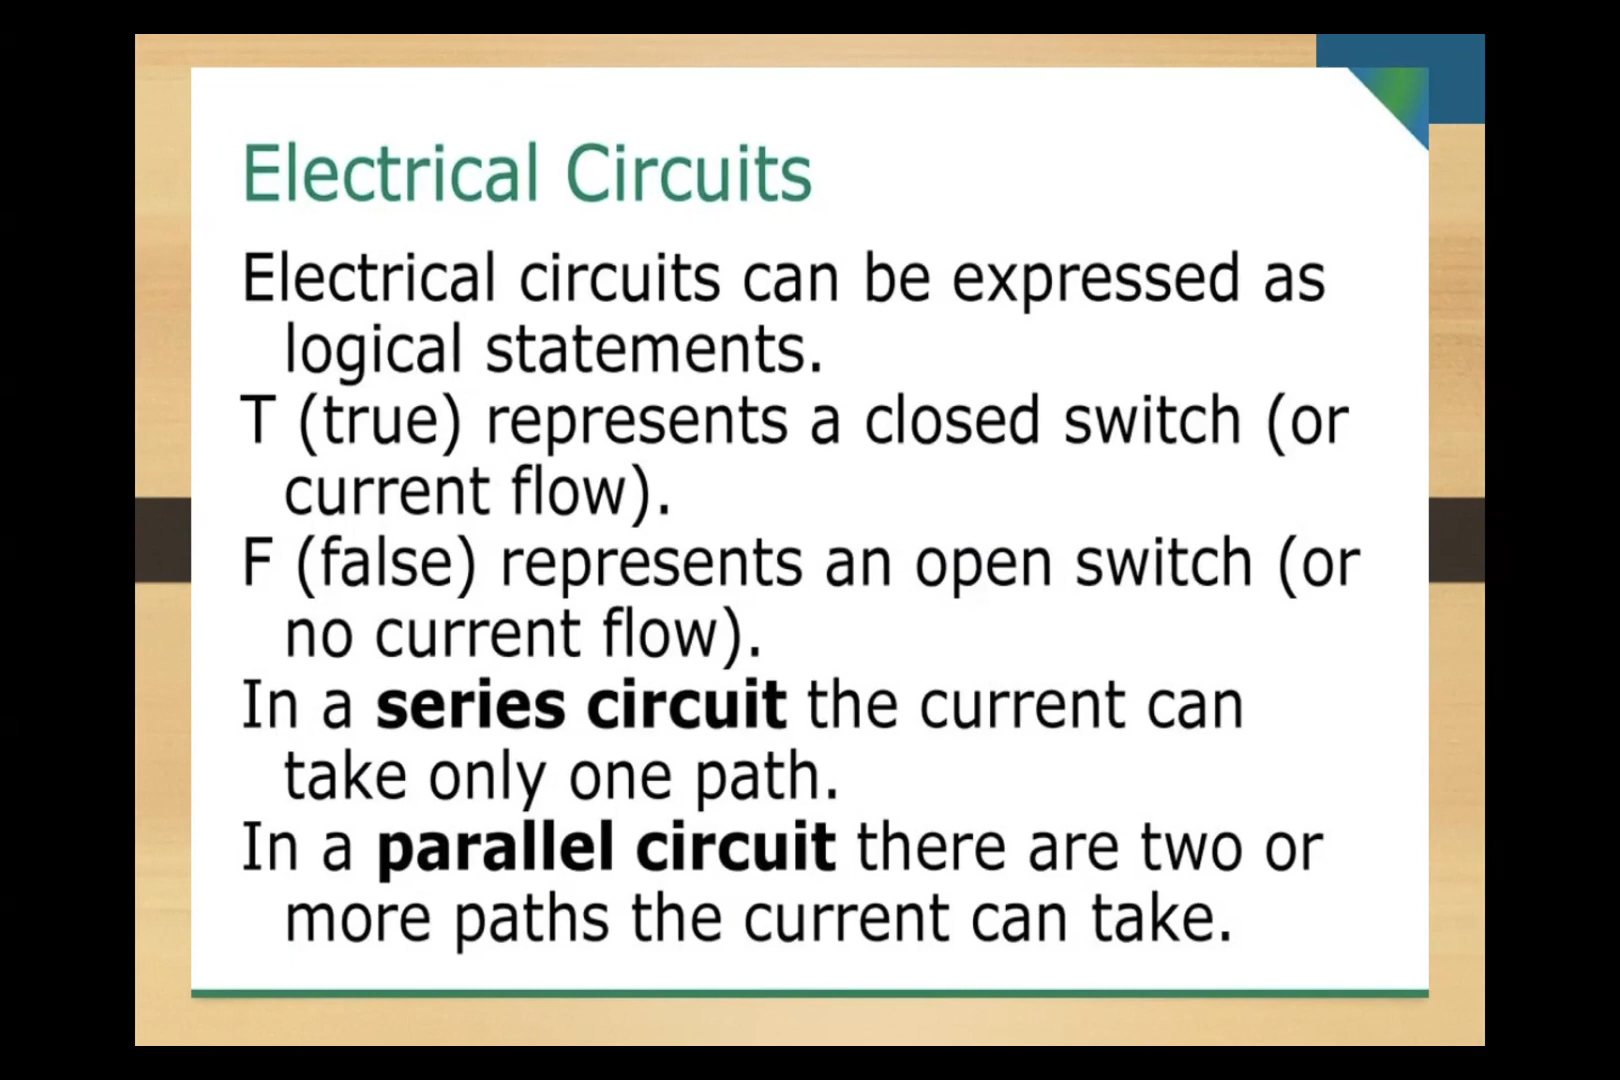 Electrical Circuits
Electrical circuits can be expressed as
logical statements.
T (true) represents a closed switch (or
current flow).
F (false) represents an open switch (or
no current flow).
In a series circuit the current can
take only one path.
In a parallel circuit there are two or
more paths the current can take.